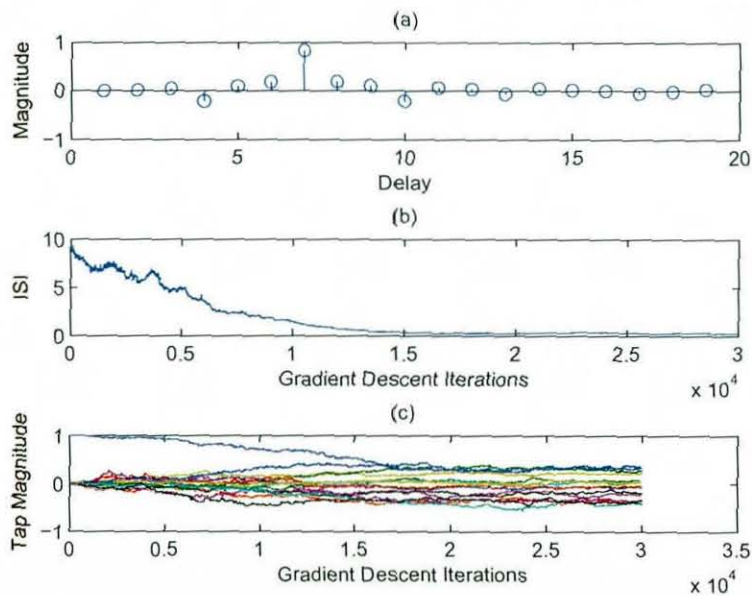 (a)
1
0
−1
Magnitude
0 5 10 15 20
Delay
(b)
10
5
0
ISI
0 0.5 1 1.5 2 2.5 3
Gradient Descent Iterations
x 10^4
(c)
1
0
−1
Tap Magnitude
0 0.5 1 1.5 2 2.5 3 3.5
Gradient Descent Iterations
x 10^4